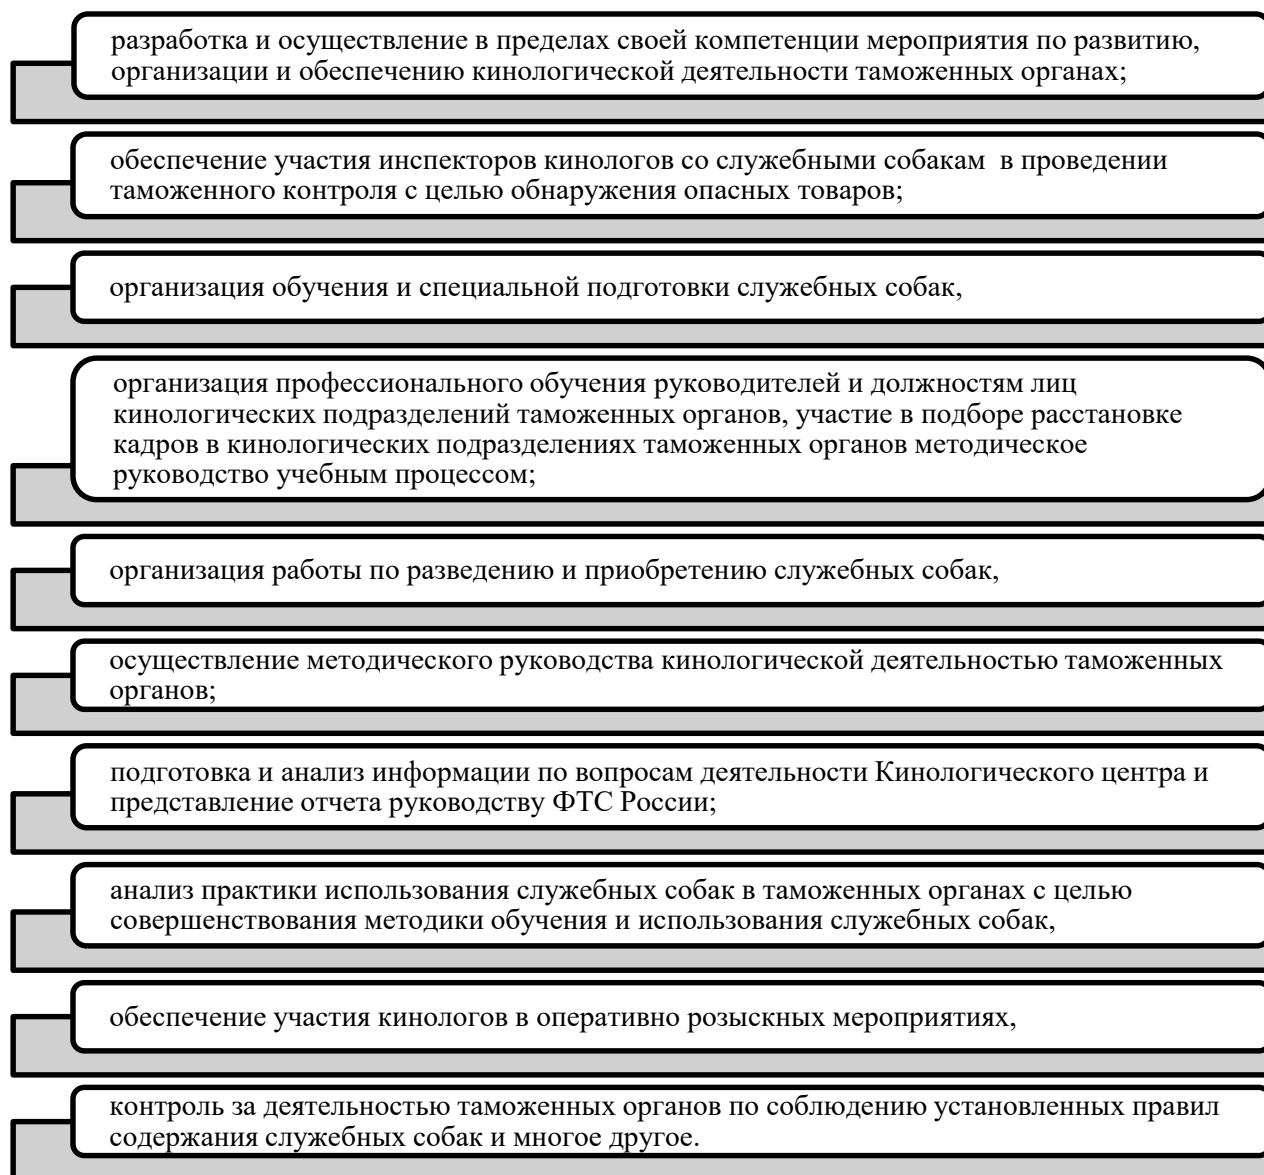 разработка и осуществление в пределах своей компетенции мероприятия по развитию,
организации и обеспечению кинологической деятельности таможенных органах;
обеспечение участия инспекторов кинологов со служебными собакам в проведении
таможенного контроля с целью обнаружения опасных товаров;
организация обучения и специальной подготовки служебных собак,
организация профессионального обучения руководителей и должностям лиц
кинологических подразделений таможенных органов, участие в подборе расстановке
кадров в кинологических подразделениях таможенных органов методическое
руководство учебным процессом;
организация работы по разведению и приобретению служебных собак,
осуществление методического руководства кинологической деятельностью таможенных
органов;
подготовка и анализ информации по вопросам деятельности Кинологического центра и
представление отчета руководству ФТС России;
анализ практики использования служебных собак в таможенных органах с целью
совершенствования методики обучения и использования служебных собак,
обеспечение участия кинологов в оперативно розыскных мероприятиях,
контроль за деятельностью таможенных органов по соблюдению установленных правил
содержания служебных собак и многое другое.